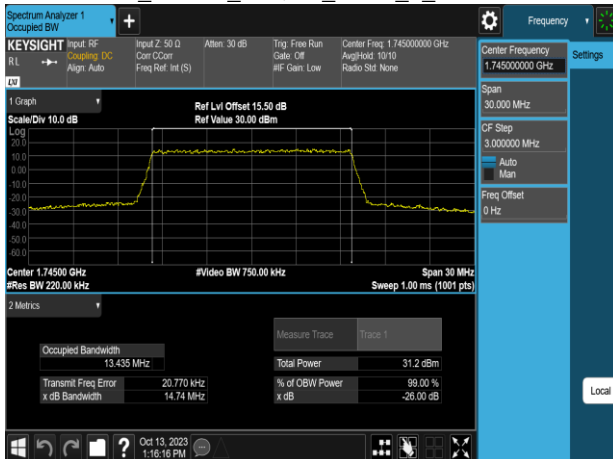 Spectrum Analyzer 1
Occupied BW
Frequency
KEYSIGHT
RL
LXI
Input: RF
Coupling: DC
Align: Auto
Input Z: 50 Ω
Corr CCorr
Freq Ref: Int (S)
Atten: 30 dB
Trig: Free Run
Gate: Off
#IF Gain: Low
Center Freq: 1.745000000 GHz
Avg|Hold: 10/10
Radio Std: None
Center Frequency
1.745000000 GHz
Settings
Span
30.000 MHz
CF Step
3.000000 MHz
Auto
Man
Freq Offset
0 Hz
Local
1 Graph
Scale/Div 10.0 dB
Ref Lvl Offset 15.50 dB
Ref Value 30.00 dBm
Log
20.0
10.0
0.00
-10.0
-20.0
-30.0
-40.0
-50.0
-60.0
Center 1.74500 GHz
#Video BW 750.00 kHz
Span 30 MHz
#Res BW 220.00 kHz
Sweep 1.00 ms (1001 pts)
2 Metrics
Measure Trace
Trace 1
Occupied Bandwidth
13.435 MHz
Total Power
31.2 dBm
Transmit Freq Error
20.770 kHz
% of OBW Power
99.00 %
x dB Bandwidth
14.74 MHz
x dB
-26.00 dB
?
Oct 13, 2023
1:16:16 PM